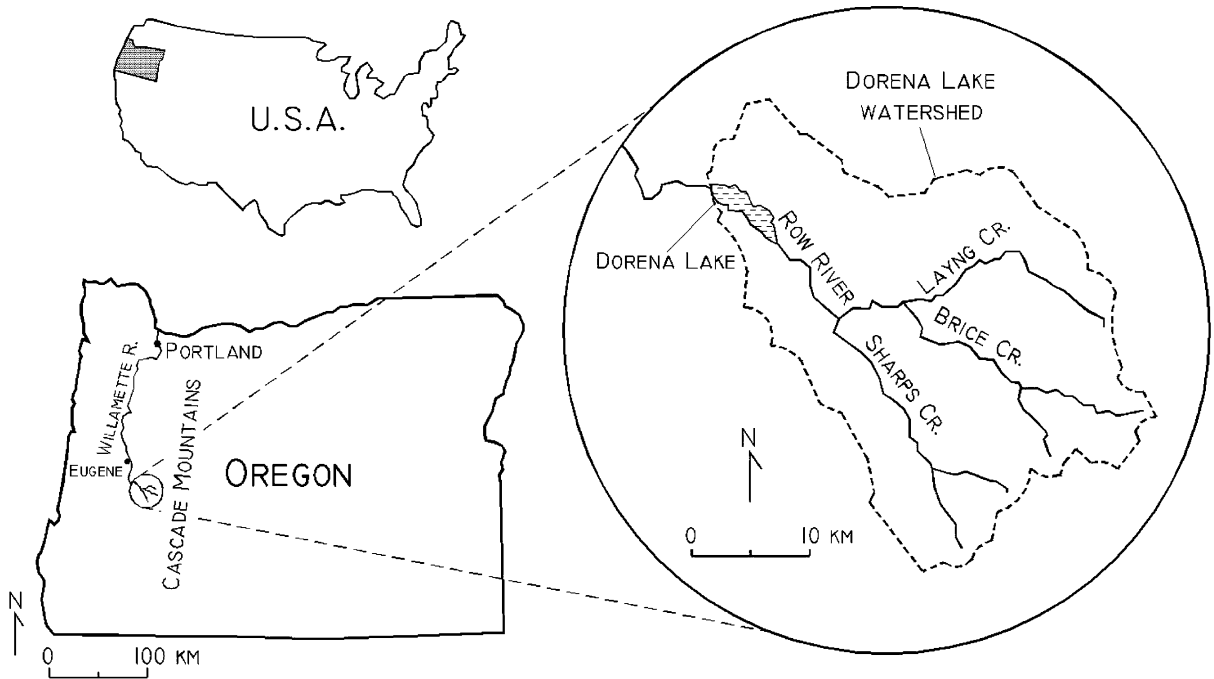 U.S.A.
DORENA LAKE
WATERSHED
DORENA LAKE
ROW RIVER
LAYNG CR.
BRICE CR.
SHARPS CR.
N
0 10 KM
PORTLAND
WILLAMETTE R.
EUGENE
CASCADE MOUNTAINS
OREGON
N
0 100 KM